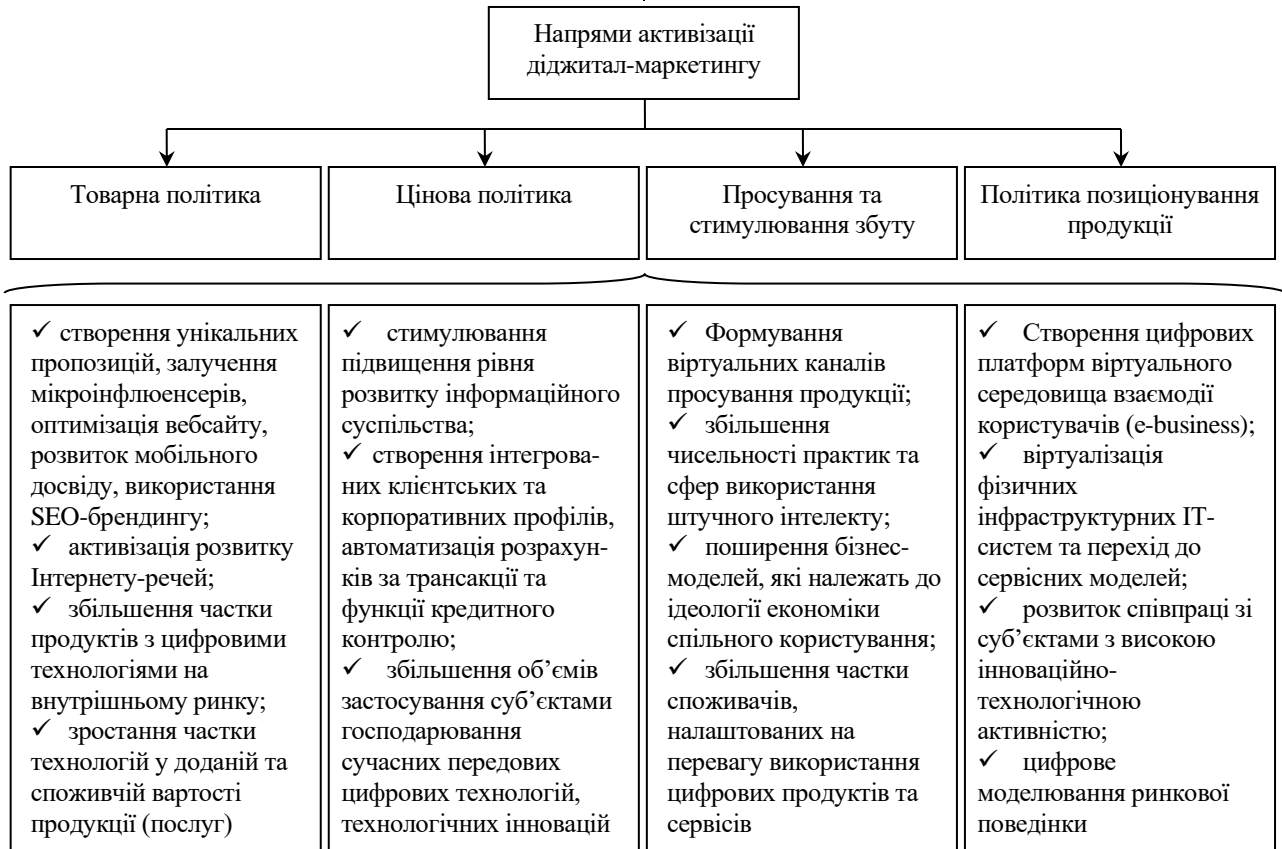 Напрями активізації
діджитал-маркетингу
Товарна політика
Цінова політика
Просування та
стимулювання збуту
Політика позиціонування
продукції
✓ створення унікальних
пропозицій, залучення
мікроінфлюенсерів,
оптимізація вебсайту,
розвиток мобільного
досвіду, використання
SEO-брендингу;
✓ активізація розвитку
Інтернету-речей;
✓ збільшення частки
продуктів з цифровими
технологіями на
внутрішньому ринку;
✓ зростання частки
технологій у доданій та
споживчій вартості
продукції (послуг)
✓ стимулювання
підвищення рівня
розвитку інформаційного
суспільства;
✓ створення інтегрова-
них клієнтських та
корпоративних профілів,
автоматизація розрахун-
ків за трансакції та
функції кредитного
контролю;
✓ збільшення об’ємів
застосування суб’єктами
господарювання
сучасних передових
цифрових технологій,
технологічних інновацій
✓ Формування
віртуальних каналів
просування продукції;
✓ збільшення
чисельності практик та
сфер використання
штучного інтелекту;
✓ поширення бізнес-
моделей, які належать до
ідеології економіки
спільного користування;
✓ збільшення частки
споживачів,
налаштованих на
перевагу використання
цифрових продуктів та
сервісів
✓ Створення цифрових
платформ віртуального
середовища взаємодії
користувачів (e-business);
✓ віртуалізація
фізичних
інфраструктурних ІТ-
систем та перехід до
сервісних моделей;
✓ розвиток співпраці зі
суб’єктами з високою
інноваційно-
технологічною
активністю;
✓ цифрове
моделювання ринкової
поведінки